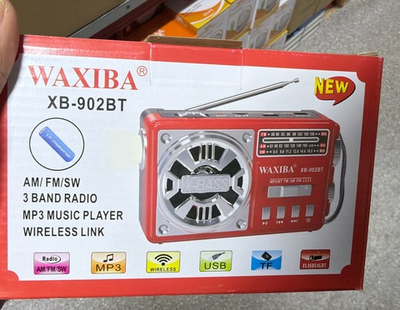 WAXIBA®
XB-902BT
NEW
AM/ FM/SW
3 BAND RADIO
MP3 MUSIC PLAYER
WIRELESS LINK
WAXIBA XB-902BT
Radio
AM/FM/SW
MP3
WIRELESS
USB
TF
FLASHLIGHT